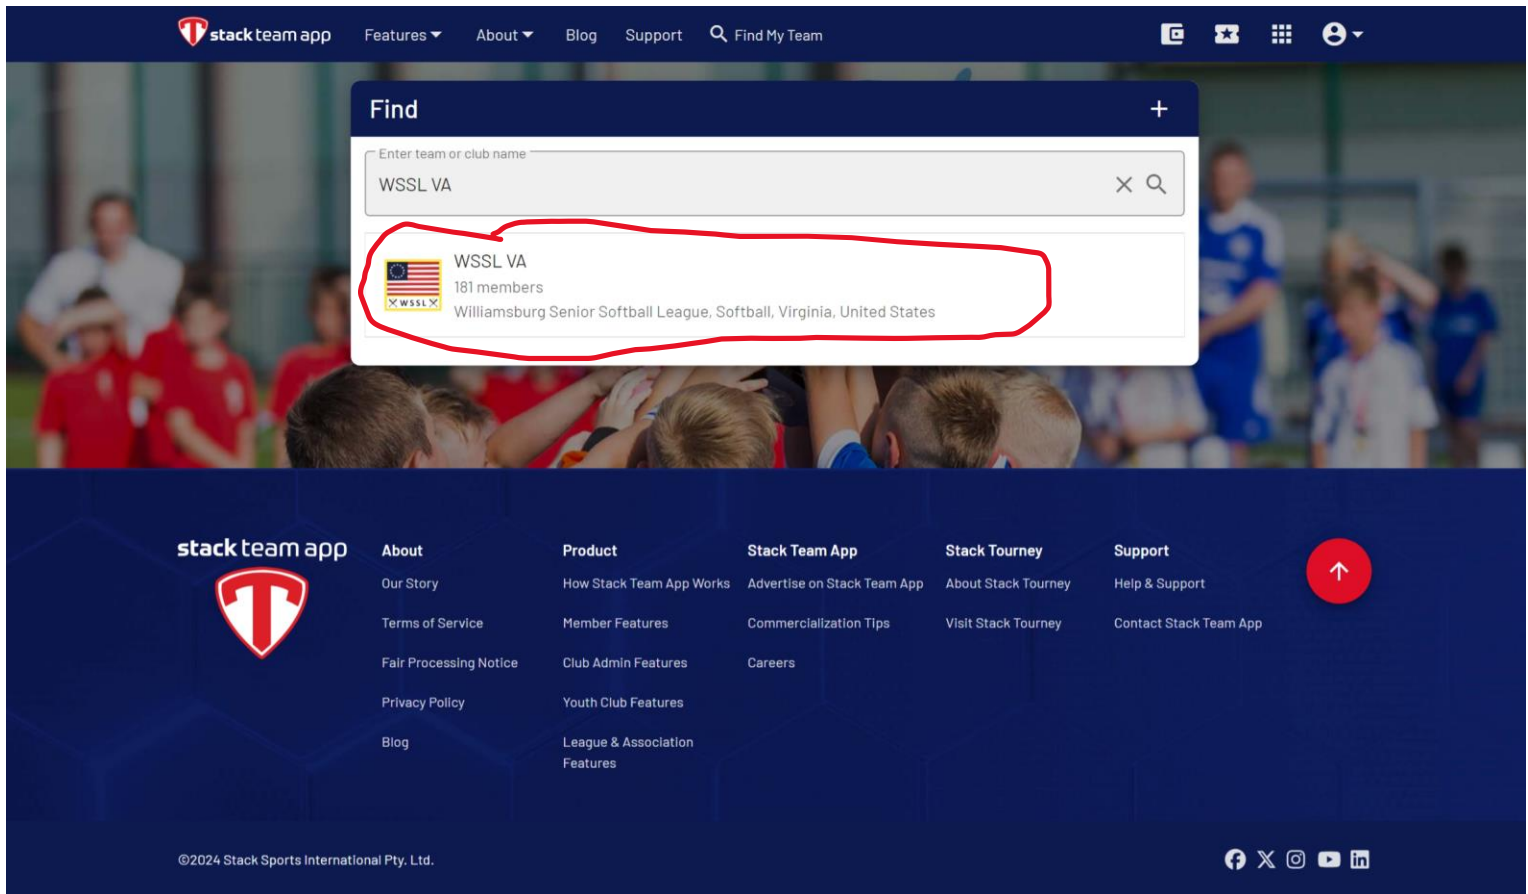 stack team app
Features
About
Blog
Support
Find My Team
Find
Enter team or club name
WSSL VA
WSSL VA
181 members
Williamsburg Senior Softball League, Softball, Virginia, United States
WSSL
stack team app
About
Our Story
Terms of Service
Fair Processing Notice
Privacy Policy
Blog
Product
How Stack Team App Works
Member Features
Club Admin Features
Youth Club Features
League & Association
Features
Stack Team App
Advertise on Stack Team App
Commercialization Tips
Careers
Stack Tourney
About Stack Tourney
Visit Stack Tourney
Support
Help & Support
Contact Stack Team App
©2024 Stack Sports International Pty. Ltd.